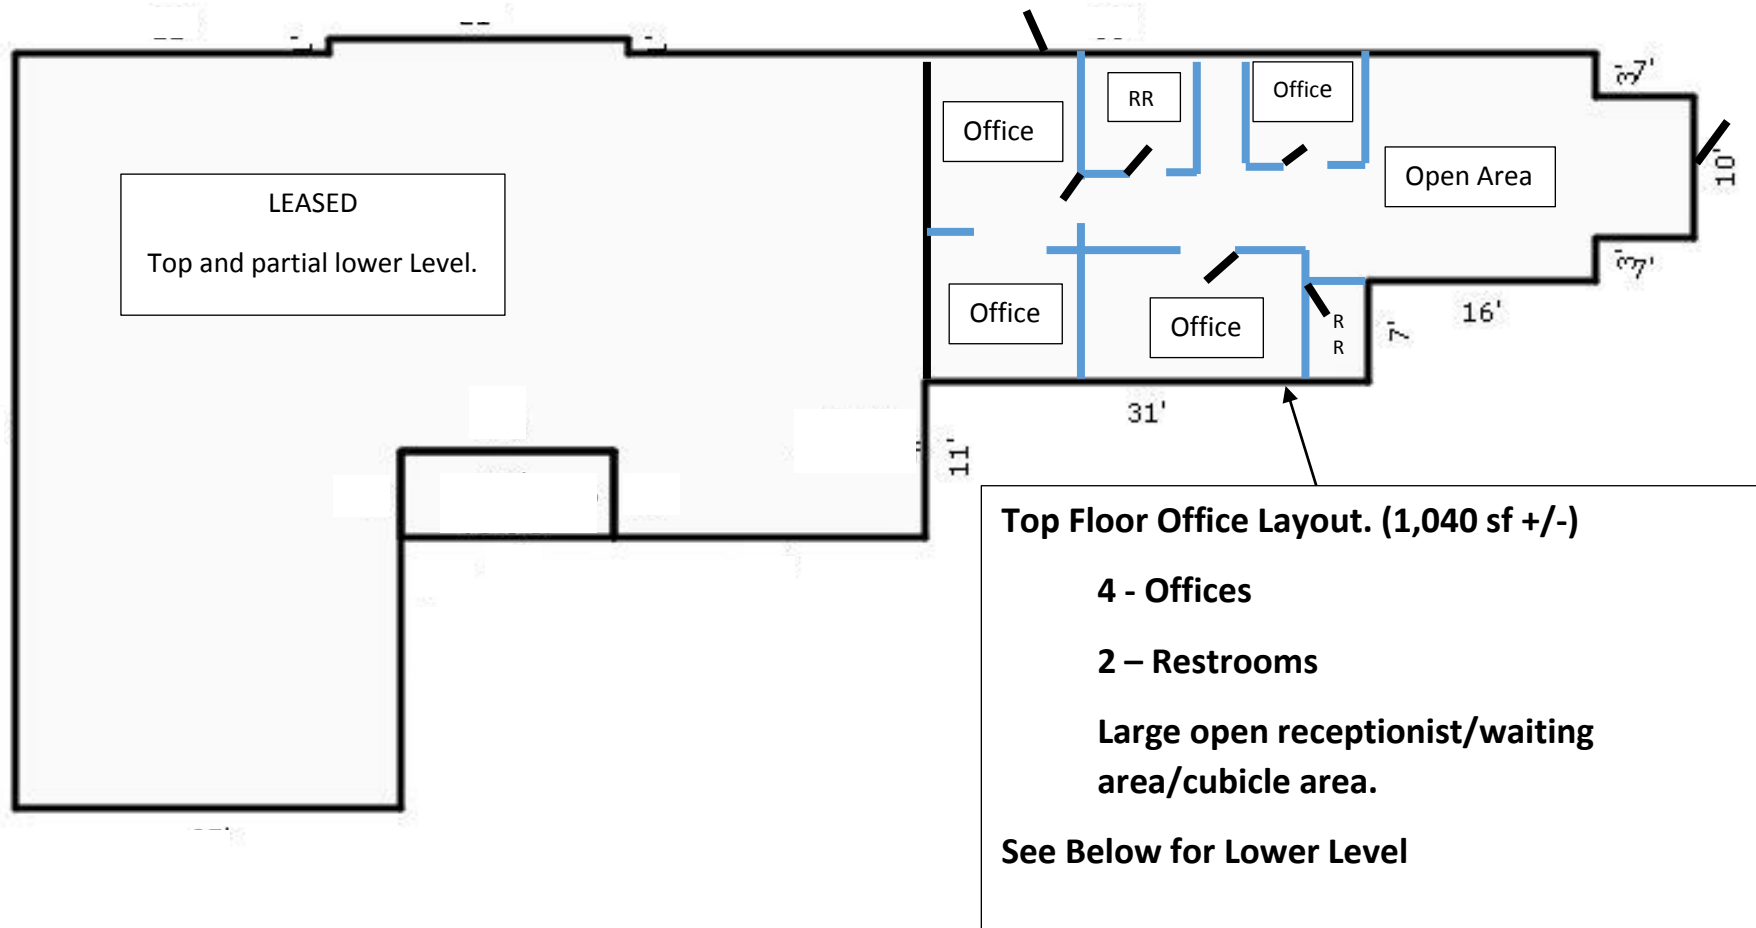 3'
7'
Office
RR
Office
LEASED
Top and partial lower Level.
Open Area
10'
3'
7'
Office
Office
R
R
7'
16'
31'
11'
Top Floor Office Layout. (1,040 sf +/-)
4 - Offices
2 – Restrooms
Large open receptionist/waiting
area/cubicle area.
See Below for Lower Level